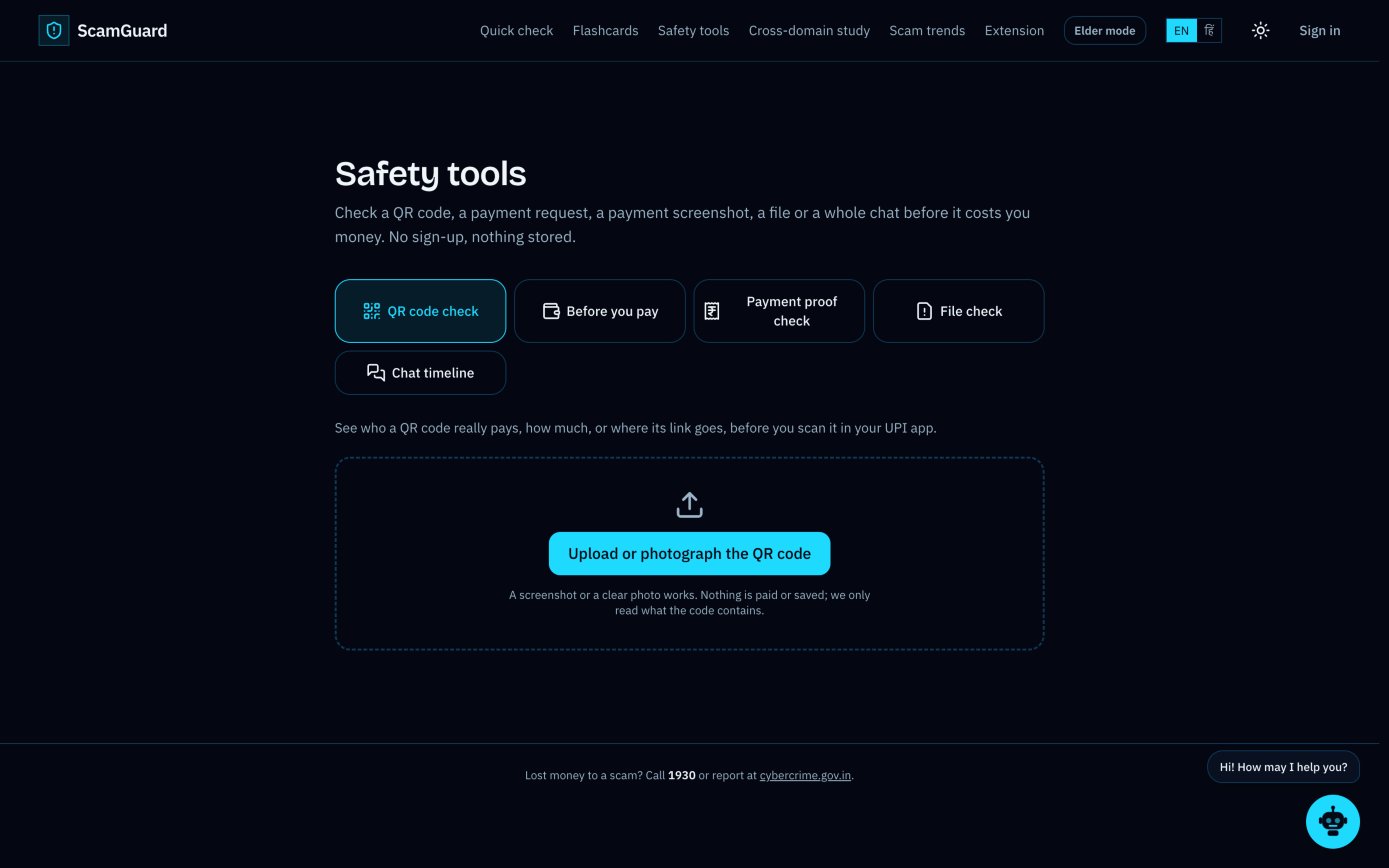 ScamGuard
Quick check
Flashcards
Safety tools
Cross-domain study
Scam trends
Extension
Elder mode
EN
हिं
Sign in
Safety tools
Check a QR code, a payment request, a payment screenshot, a file or a whole chat before it costs you
money. No sign-up, nothing stored.
QR code check
Before you pay
Payment proof
check
File check
Chat timeline
See who a QR code really pays, how much, or where its link goes, before you scan it in your UPI app.
Upload or photograph the QR code
A screenshot or a clear photo works. Nothing is paid or saved; we only
read what the code contains.
Lost money to a scam? Call 1930 or report at cybercrime.gov.in.
Hi! How may I help you?